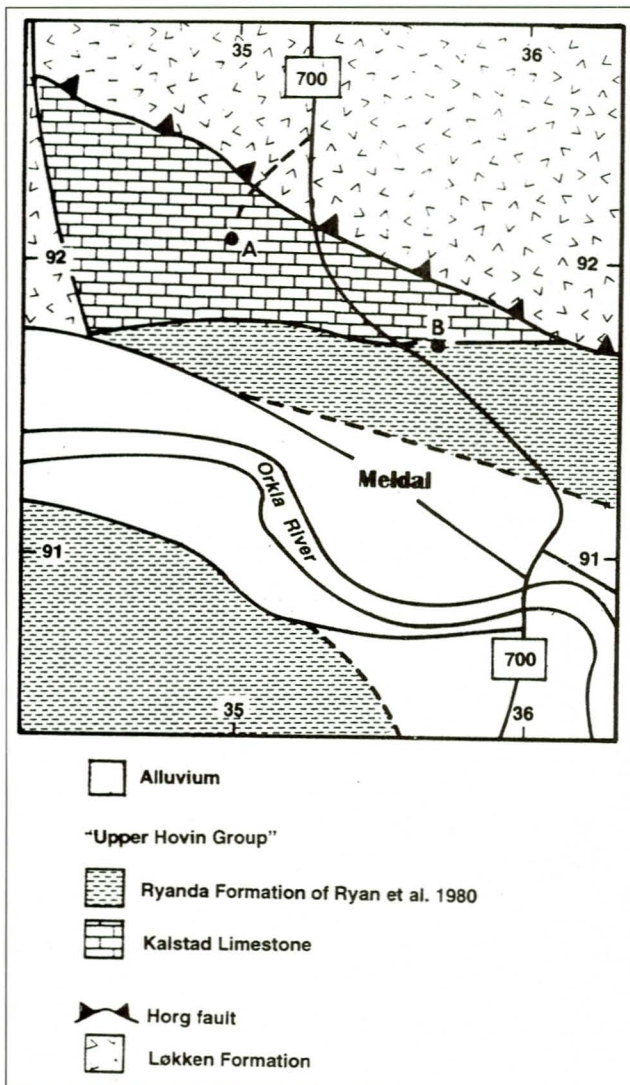 35 36
700
A
92 92
B
Meldal
Orkla River
91 91
700
35 36
Alluvium
"Upper Hovin Group"
Ryanda Formation of Ryan et al. 1980
Kalstad Limestone
Horg fault
Løkken Formation